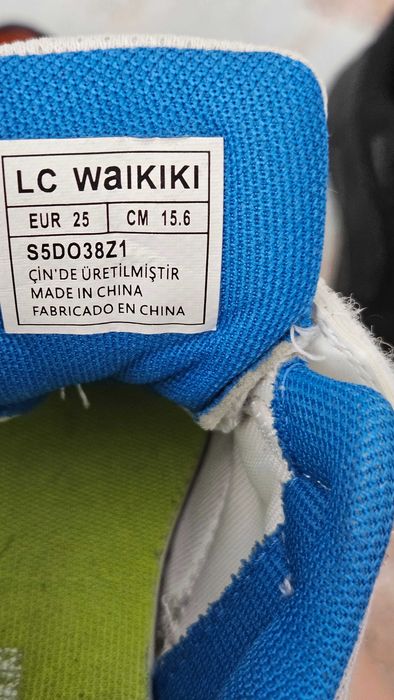 LC WAIKIKI
EUR 25 CM 15.6
S5DO38Z1
ÇİN'DE ÜRETİLMİŞTİR
MADE IN CHINA
FABRICADO EN CHINA